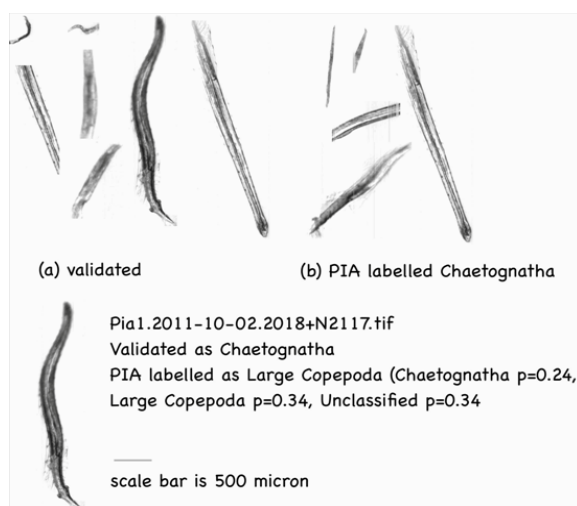 (a) validated
(b) PIA labelled Chaetognatha
Pia1.2011-10-02.2018+N2117.tif
Validated as Chaetognatha
PIA labelled as Large Copepoda (Chaetognatha p=0.24,
Large Copepoda p=0.34, Unclassified p=0.34
scale bar is 500 micron